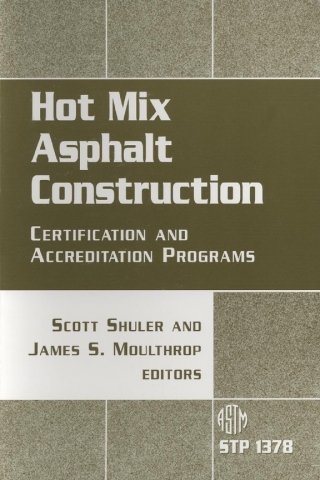 Hot Mix
Asphalt
Construction
CERTIFICATION AND
ACCREDITATION PROGRAMS
SCOTT SHULER AND
JAMES S. MOULTHROP
EDITORS
ASTM
STP 1378